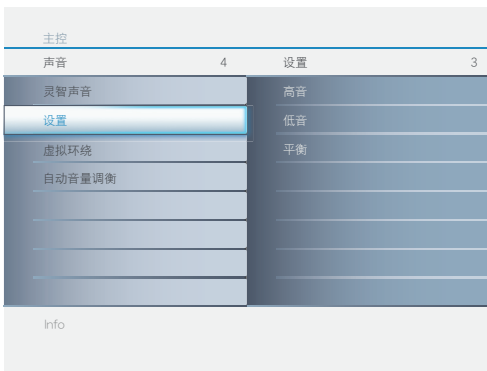 主控
声音 4 设置 3
灵智声音 高音
设置 低音
虚拟环绕 平衡
自动音量调衡
Info